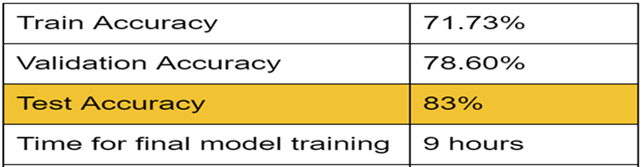 Train Accuracy 71.73%
Validation Accuracy 78.60%
Test Accuracy 83%
Time for final model training 9 hours